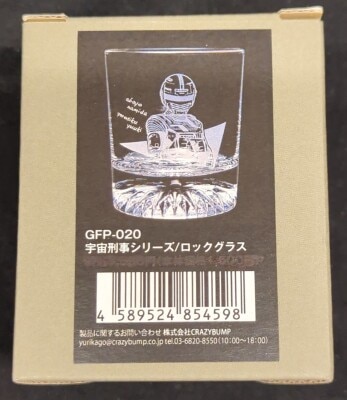 GFP-020
宇宙刑事シリーズ/ロックグラス
4 589524 854598
製品に関するお問い合わせ 株式会社CRAZYBUMP
yurikago@crazybump.co.jp tel.03-6820-8550(10:00〜18:00)